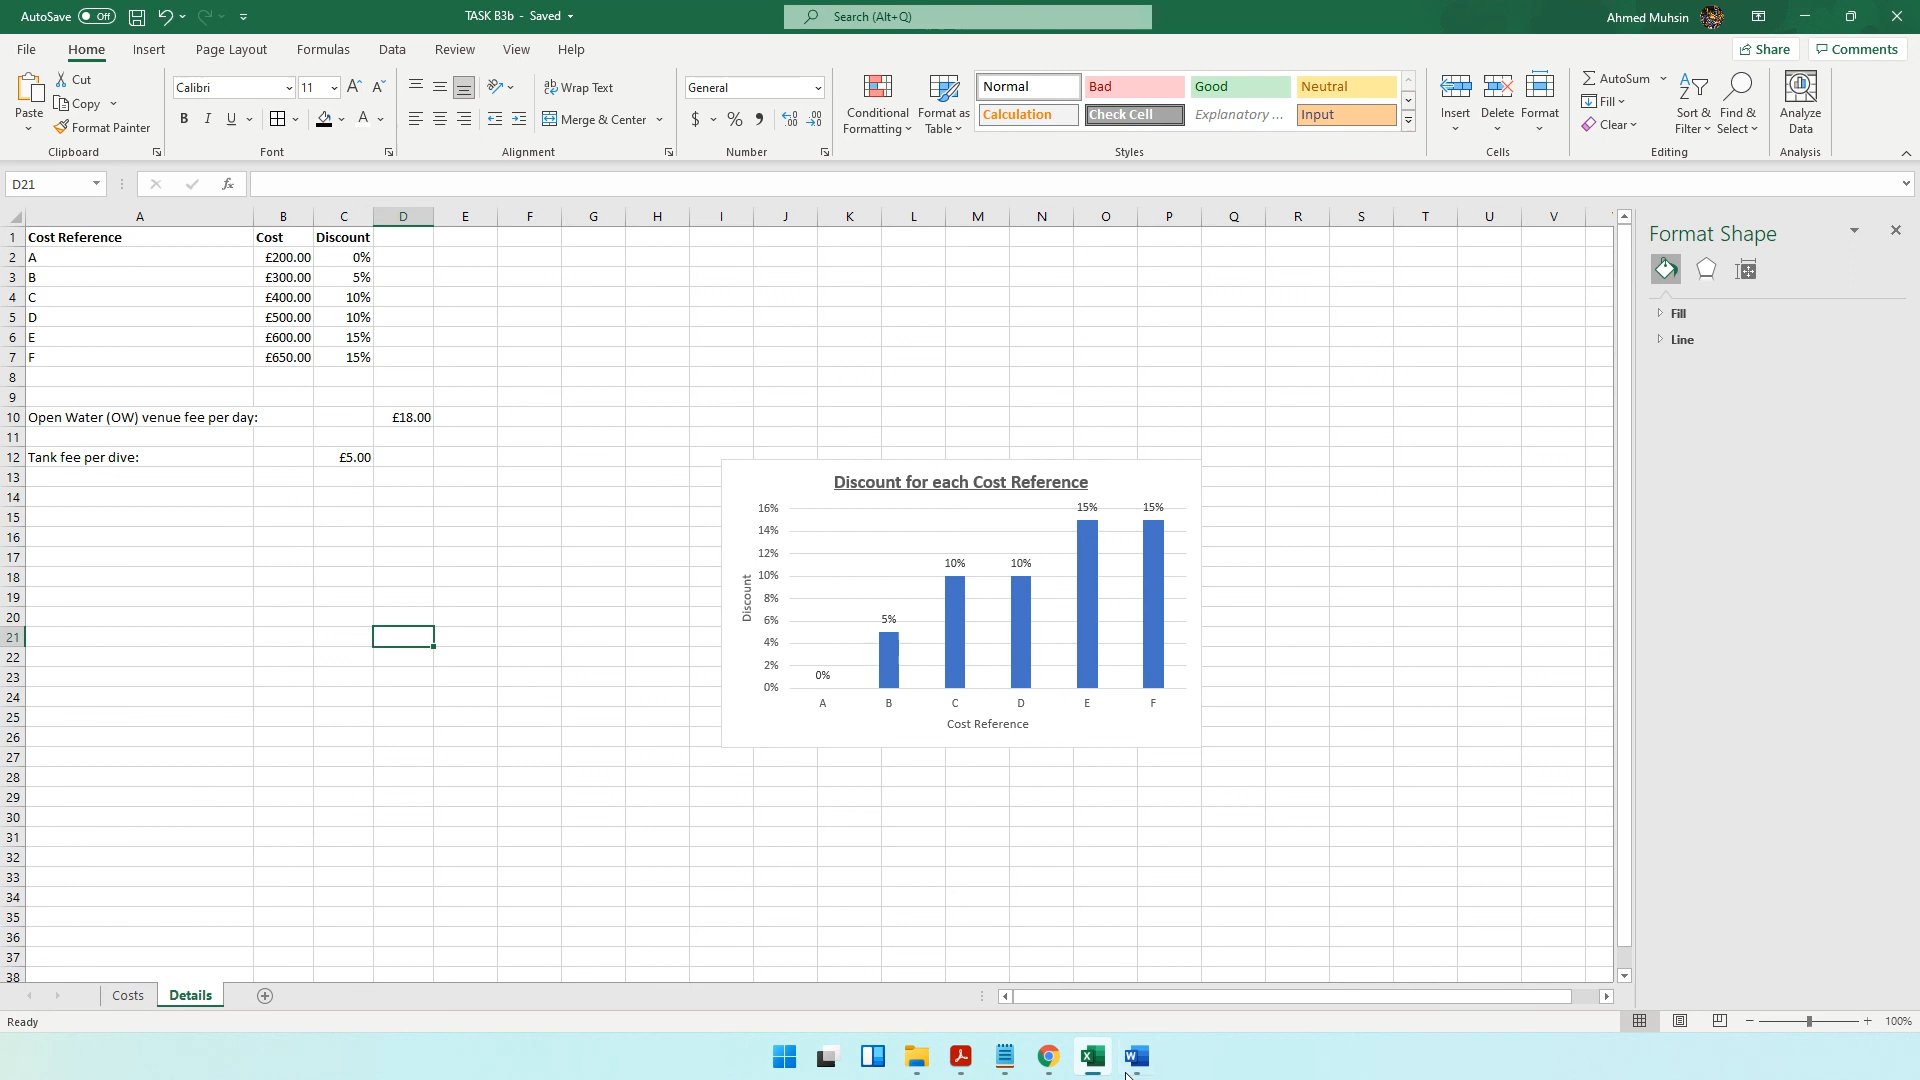 AutoSave Off TASK B3b - Saved Search (Alt+Q) Ahmed Muhsin
File Home Insert Page Layout Formulas Data Review View Help Share Comments
Paste Cut Copy Format Painter
Clipboard
Calibri 11
B I U A
Font
Wrap Text
Merge & Center
Alignment
General
$ % 9
Number
Conditional Formatting Format as Table
Normal Bad Good Neutral
Calculation Check Cell Explanatory ... Input
Styles
Insert Delete Format
Cells
AutoSum
Fill
Clear
Sort & Filter Find & Select
Editing
Analyze Data
Analysis
D21 fx
A B C D E F G H I J K L M N O P Q R S T U V
1 Cost Reference Cost Discount
2 A £200.00 0%
3 B £300.00 5%
4 C £400.00 10%
5 D £500.00 10%
6 E £600.00 15%
7 F £650.00 15%
8
9
10 Open Water (OW) venue fee per day: £18.00
11
12 Tank fee per dive: £5.00
13
14
15
16
17
18
19
20
21
22
23
24
25
26
27
28
29
30
31
32
33
34
35
36
37
38
Discount for each Cost Reference
16%
14%
12%
10%
8%
6%
4%
2%
0%
Discount
0% 5% 10% 10% 15% 15%
A B C D E F
Cost Reference
Format Shape
Fill
Line
Costs Details
Ready 100%